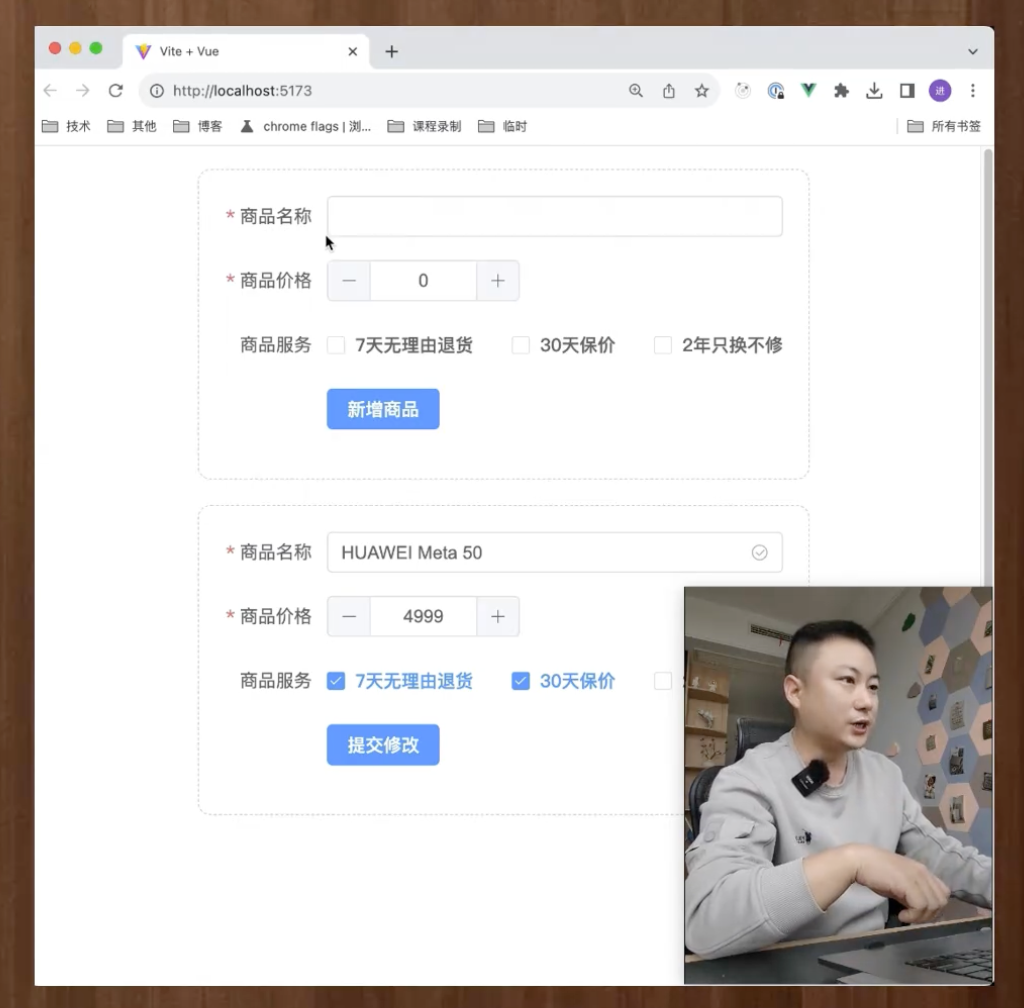 Vite + Vue
http://localhost:5173
进
技术 其他 博客 chrome flags | 浏... 课程录制 临时 所有书签
* 商品名称
* 商品价格 0
商品服务 7天无理由退货 30天保价 2年只换不修
新增商品
* 商品名称 HUAWEI Meta 50
* 商品价格 4999
商品服务 7天无理由退货 30天保价
提交修改